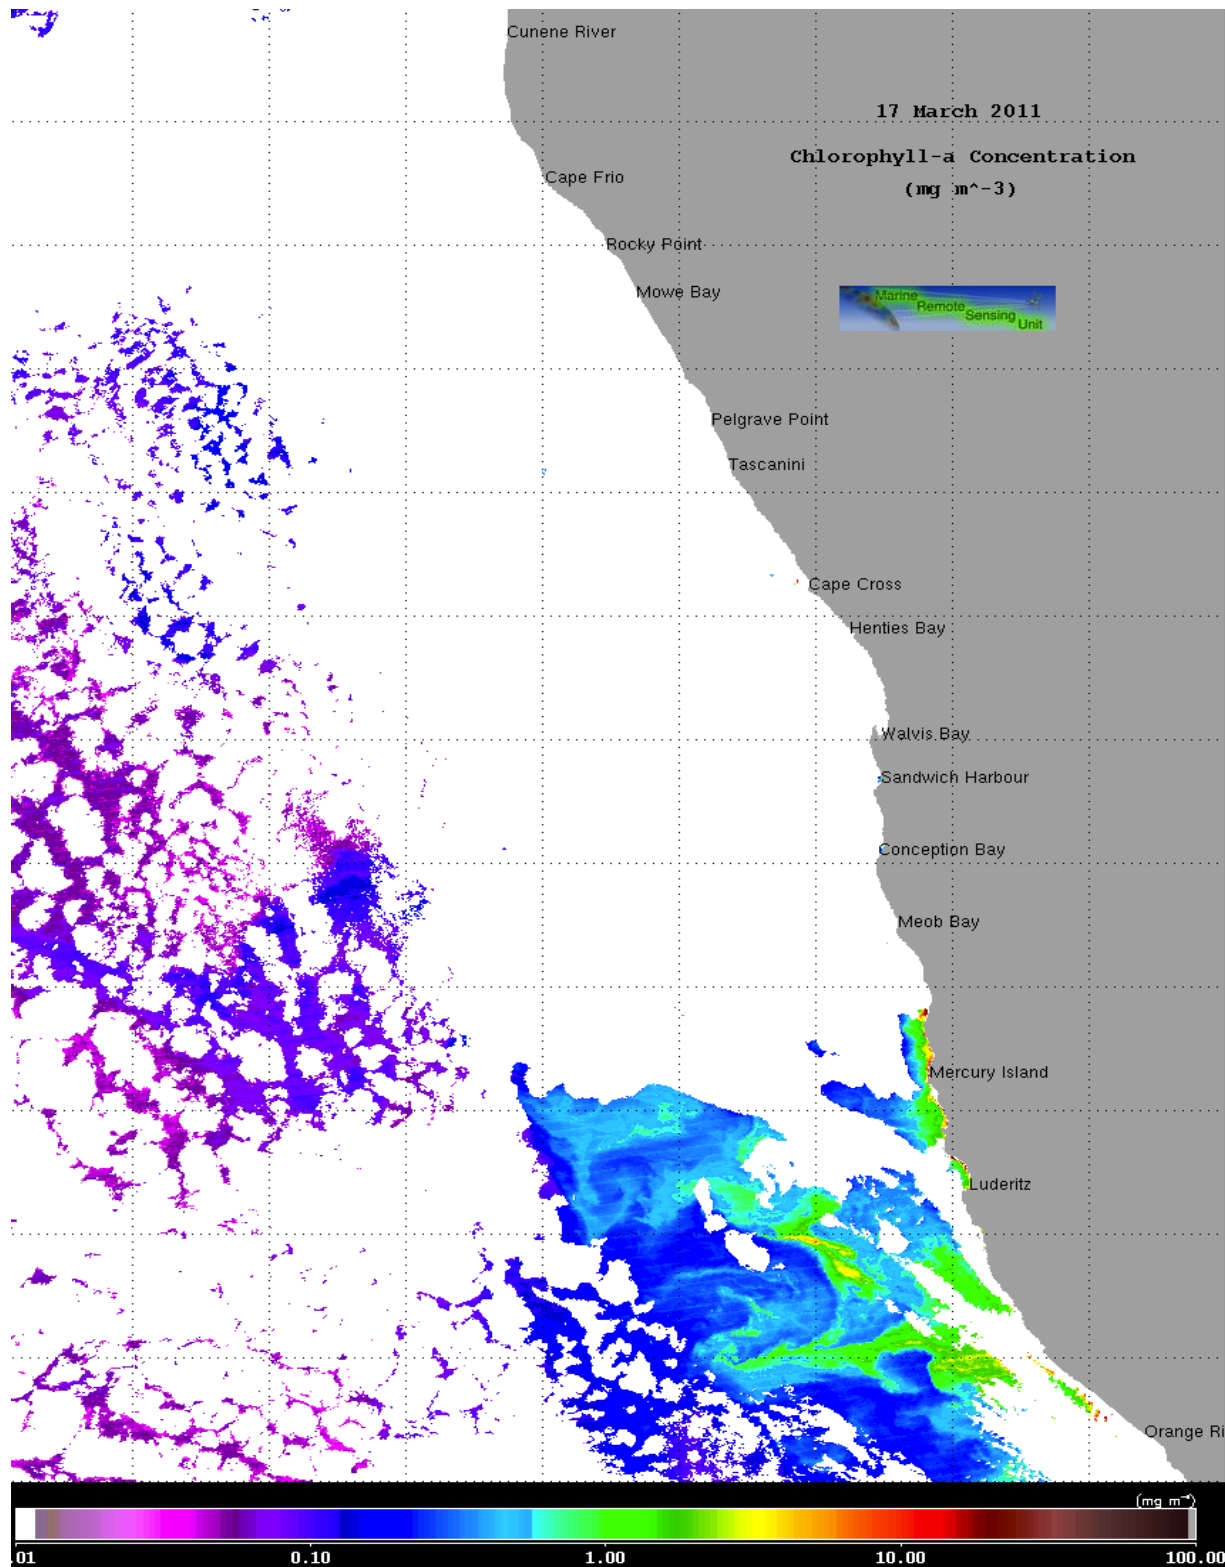 Cunene River
17 March 2011
Chlorophyll-a Concentration
(mg m^-3)
Cape Frio
Rocky Point
Mowe Bay
Marine
Remote
Sensing
Unit
Pelgrave Point
Tascanini
Cape Cross
Henties Bay
Walvis Bay
Sandwich Harbour
Conception Bay
Meob Bay
Mercury Island
Luderitz
Orange Ri
(mg m⁻³)
.01 0.10 1.00 10.00 100.00